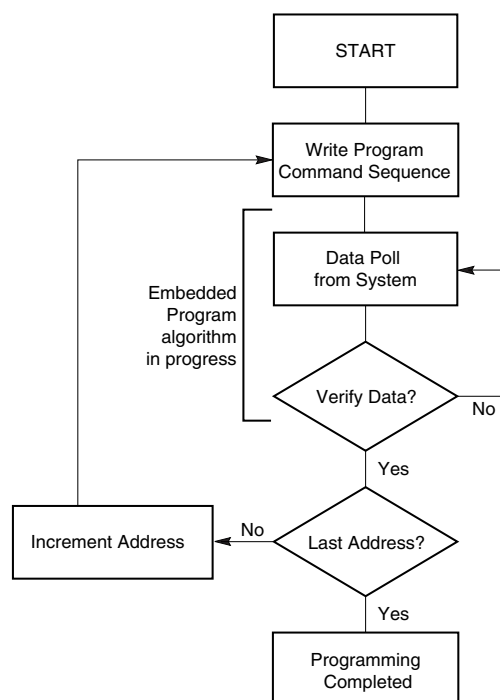 START
Write Program
Command Sequence
Data Poll
from System
Embedded
Program
algorithm
in progress
Verify Data?
No
Yes
Increment Address
No
Last Address?
Yes
Programming
Completed